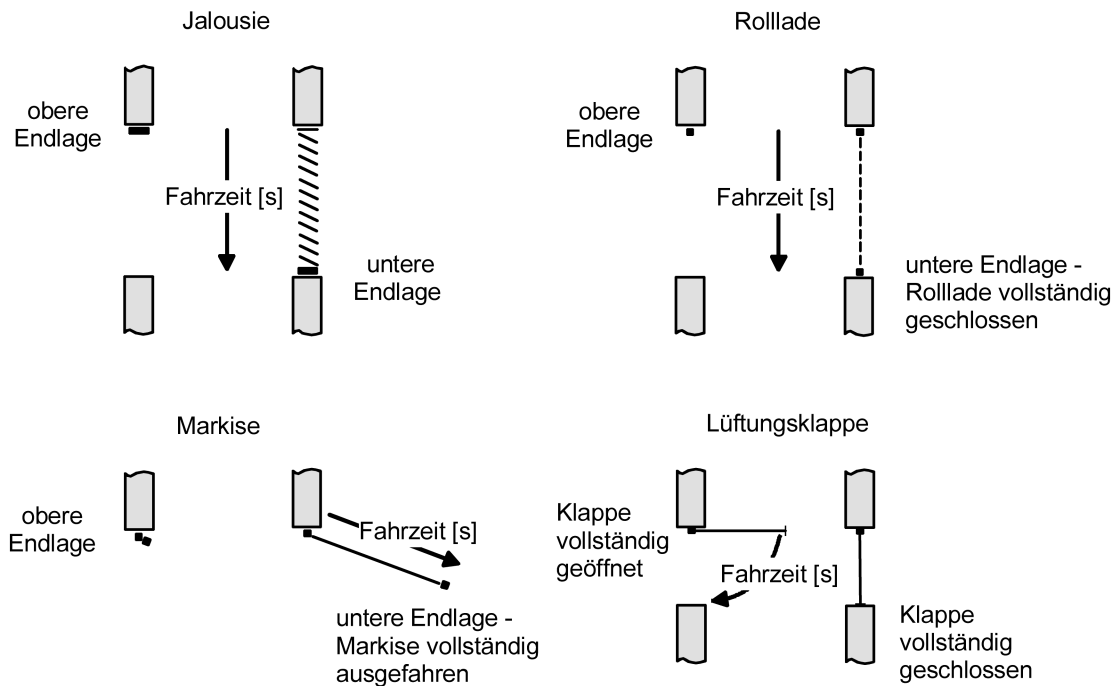 Jalousie
obere
Endlage
Fahrzeit [s]
untere
Endlage
Rolllade
obere
Endlage
Fahrzeit [s]
untere Endlage -
Rolllade vollständig
geschlossen
Markise
obere
Endlage
Fahrzeit [s]
untere Endlage -
Markise vollständig
ausgefahren
Lüftungsklappe
Klappe
vollständig
geöffnet
Fahrzeit [s]
Klappe
vollständig
geschlossen